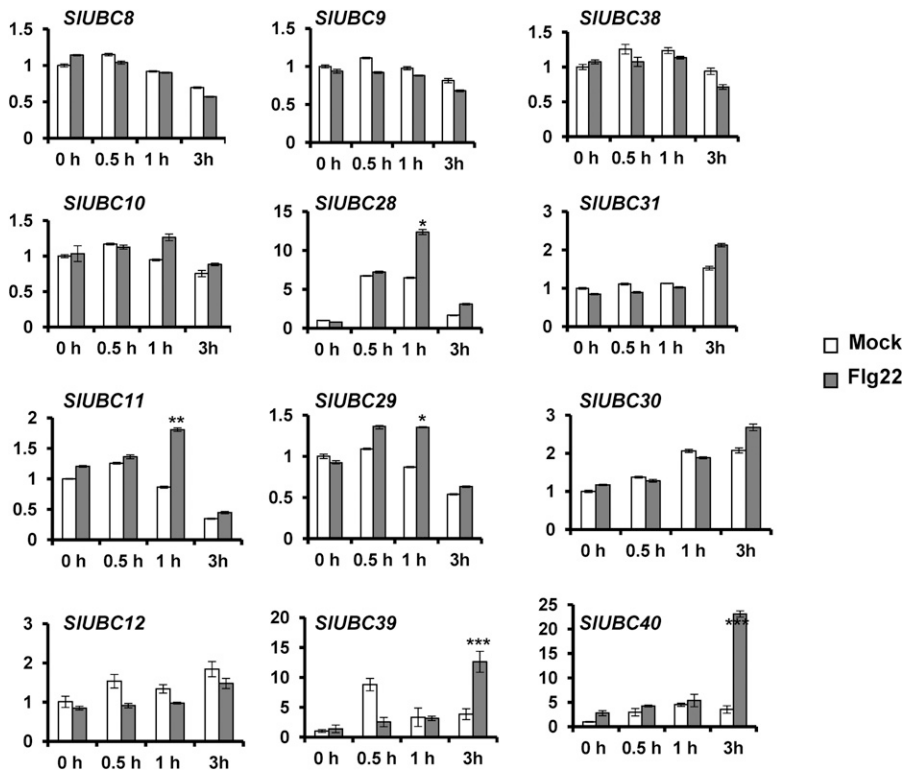 SlUBC8 SlUBC9 SlUBC38
1.5 1.5 1.5
1 1 1
0.5 0.5 0.5
0 h 0.5 h 1 h 3h 0 h 0.5 h 1 h 3h 0 h 0.5 h 1 h 3h
SlUBC10 SlUBC28 SlUBC31
1.5 15 3
* 
1 10 2
0.5 5 1
0 0
0 h 0.5 h 1 h 3h 0 h 0.5 h 1 h 3h 0 h 0.5 h 1 h 3h
Mock
Flg22
SlUBC11 SlUBC29 SlUBC30
2 ** 1.5 * 3
1.5 1 2
1 0.5 1
0.5 0 0
0
0 h 0.5 h 1 h 3h 0 h 0.5 h 1 h 3h 0 h 0.5 h 1 h 3h
SlUBC12 SlUBC39 SlUBC40
3 20 25
2 15 *** 20 ***
1 10 15
0 5 10
0 5
0
0 h 0.5 h 1 h 3h 0 h 0.5 h 1 h 3h 0 h 0.5 h 1 h 3h